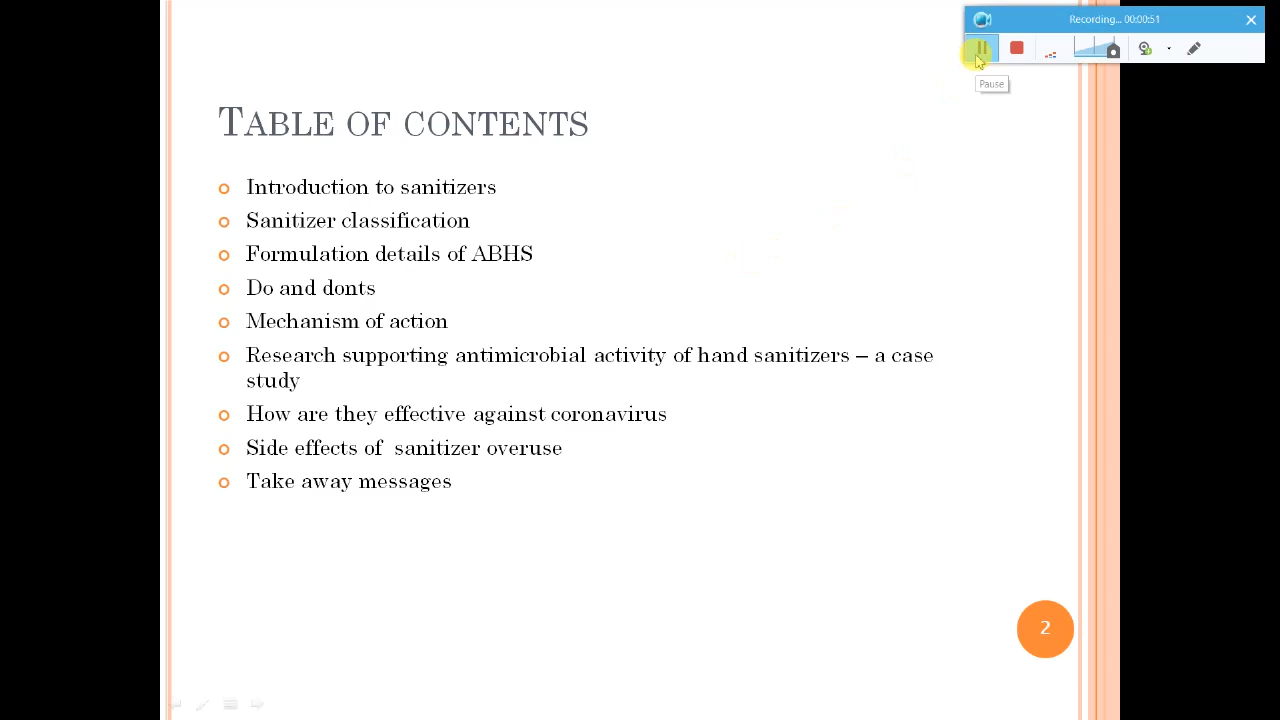 Recording... 00:00:51
Pause
TABLE OF CONTENTS
Introduction to sanitizers
Sanitizer classification
Formulation details of ABHS
Do and donts
Mechanism of action
Research supporting antimicrobial activity of hand sanitizers – a case
study
How are they effective against coronavirus
Side effects of  sanitizer overuse
Take away messages
2